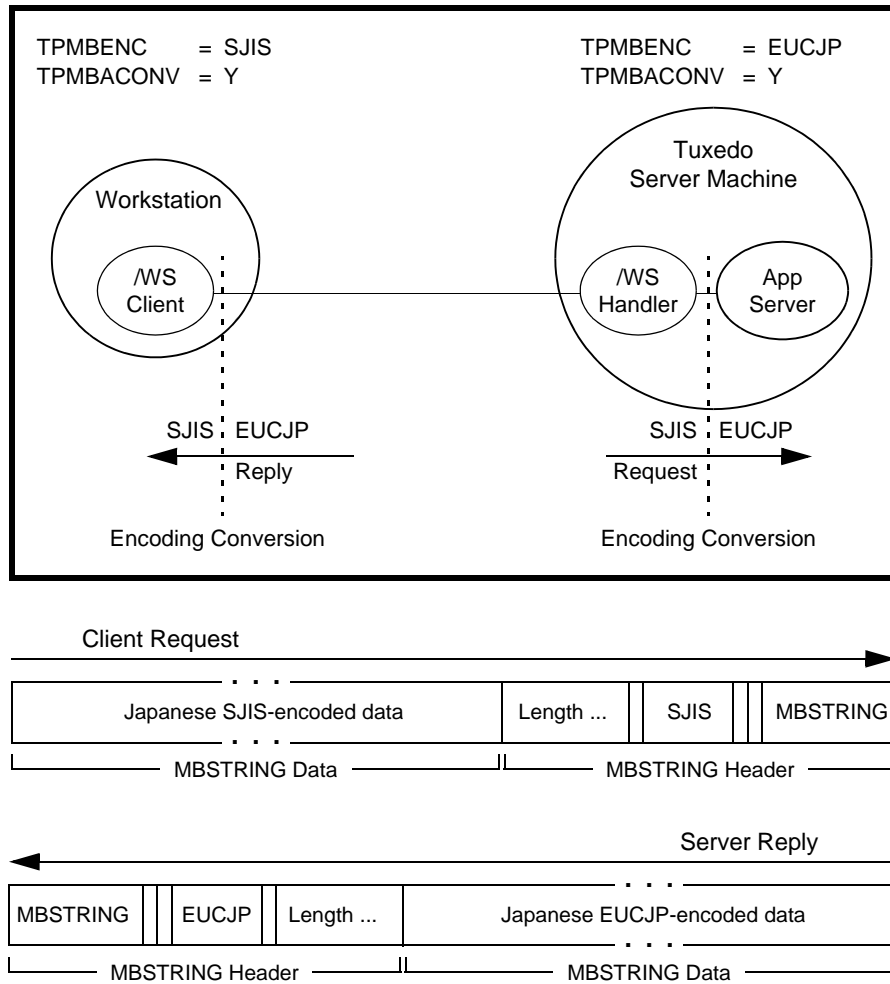 TPMBENC = SJIS
TPMBACONV = Y
TPMBENC = EUCJP
TPMBACONV = Y
Workstation
/WS
Client
Tuxedo
Server Machine
/WS
Handler
App
Server
SJIS EUCJP
Reply
Encoding Conversion
SJIS EUCJP
Request
Encoding Conversion
Client Request
. . .
Japanese SJIS-encoded data
. . .
Length ...
SJIS
MBSTRING
MBSTRING Data
MBSTRING Header
Server Reply
MBSTRING
EUCJP
Length ...
. . .
Japanese EUCJP-encoded data
. . .
MBSTRING Header
MBSTRING Data